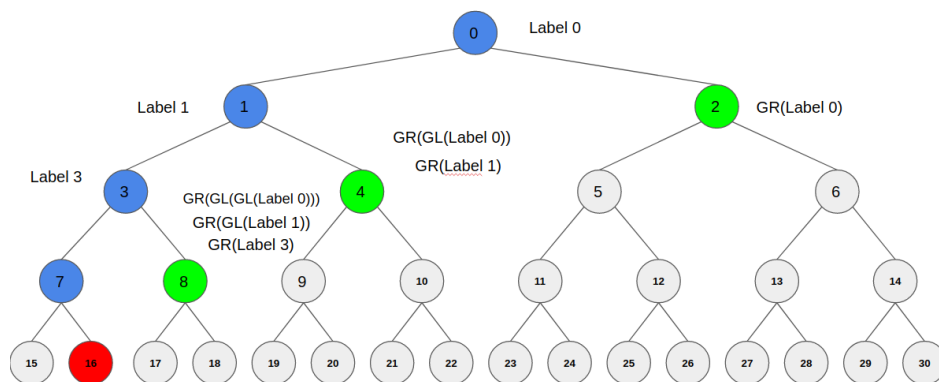 0 Label 0
Label 1 1 2 GR(Label 0)
GR(GL(Label 0))
GR(Label 1)
Label 3 3 4 5 6
GR(GL(GL(Label 0)))
GR(GL(Label 1))
GR(Label 3)
7 8 9 10 11 12 13 14
15 16 17 18 19 20 21 22 23 24 25 26 27 28 29 30